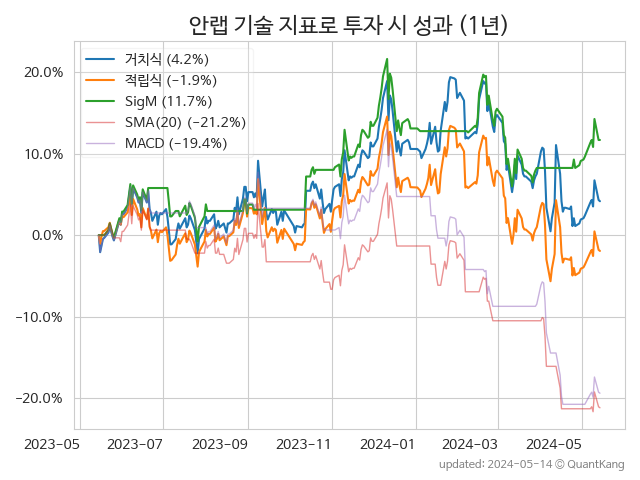 안랩 기술 지표로 투자 시 성과 (1년)
거치식 (4.2%)
적립식 (−1.9%)
SigM (11.7%)
SMA(20) (−21.2%)
MACD (−19.4%)
20.0%
10.0%
0.0%
−10.0%
−20.0%
2023−05 2023−07 2023−09 2023−11 2024−01 2024−03 2024−05
updated: 2024-05-14 ⓒ QuantKang